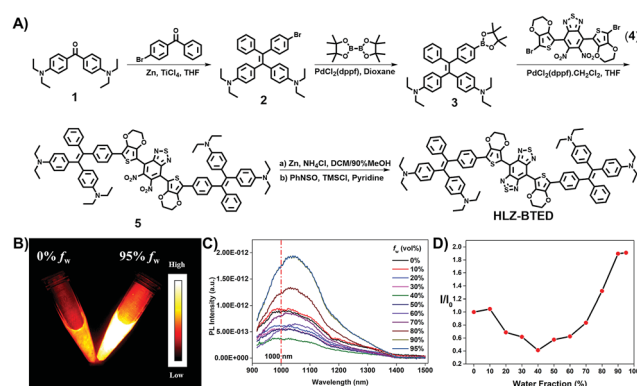 A)
1
Br
Zn, TiCl₄, THF
2
PdCl₂(dppf), Dioxane
3
(4)
PdCl₂(dppf).CH₂Cl₂, THF
NO₂
5
a) Zn, NH₄Cl, DCM/90%MeOH
b) PhNSO, TMSCl, Pyridine
HLZ-BTED
B)
0% fw
95% fw
High
Low
C)
PL Intensity (a.u.)
2.00E-012
1.50E-012
1.00E-012
5.00E-013
0.00E+000
fw (vol%)
0%
10%
20%
30%
40%
50%
60%
70%
80%
90%
95%
1000 nm
900 1000 1100 1200 1300 1400 1500
Wavelength (nm)
D)
I/I₀
2.0
1.8
1.6
1.4
1.2
1.0
0.8
0.6
0.4
0.2
0 10 20 30 40 50 60 70 80 90 100
Water Fraction (%)